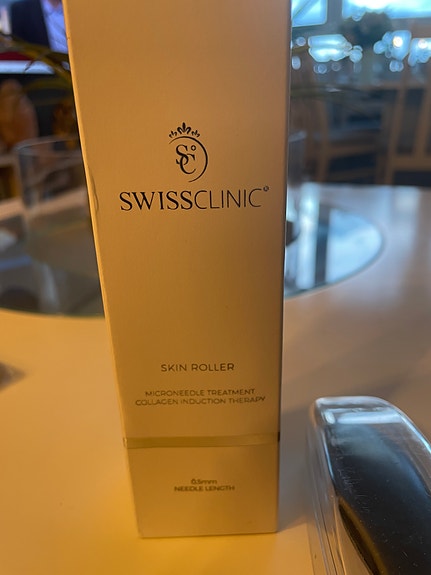 SC
SWISSCLINIC®
SKIN ROLLER
MICRONEEDLE TREATMENT
COLLAGEN INDUCTION THERAPY
0.5mm
NEEDLE LENGTH